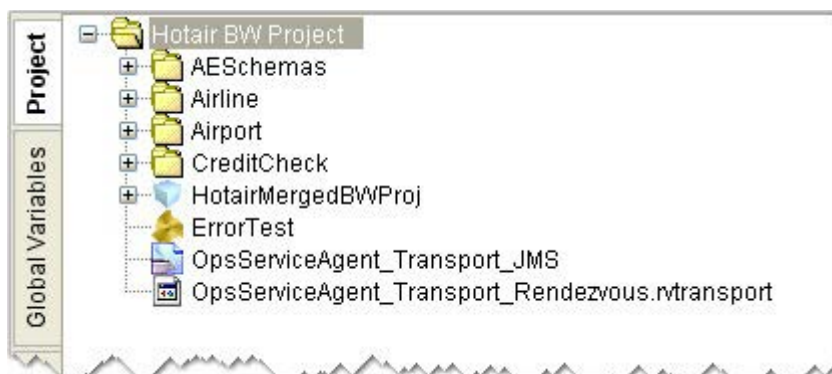 Project
Global Variables
Hotair BW Project
AESchemas
Airline
Airport
CreditCheck
HotairMergedBWProj
ErrorTest
OpsServiceAgent_Transport_JMS
OpsServiceAgent_Transport_Rendezvous.rvtransport